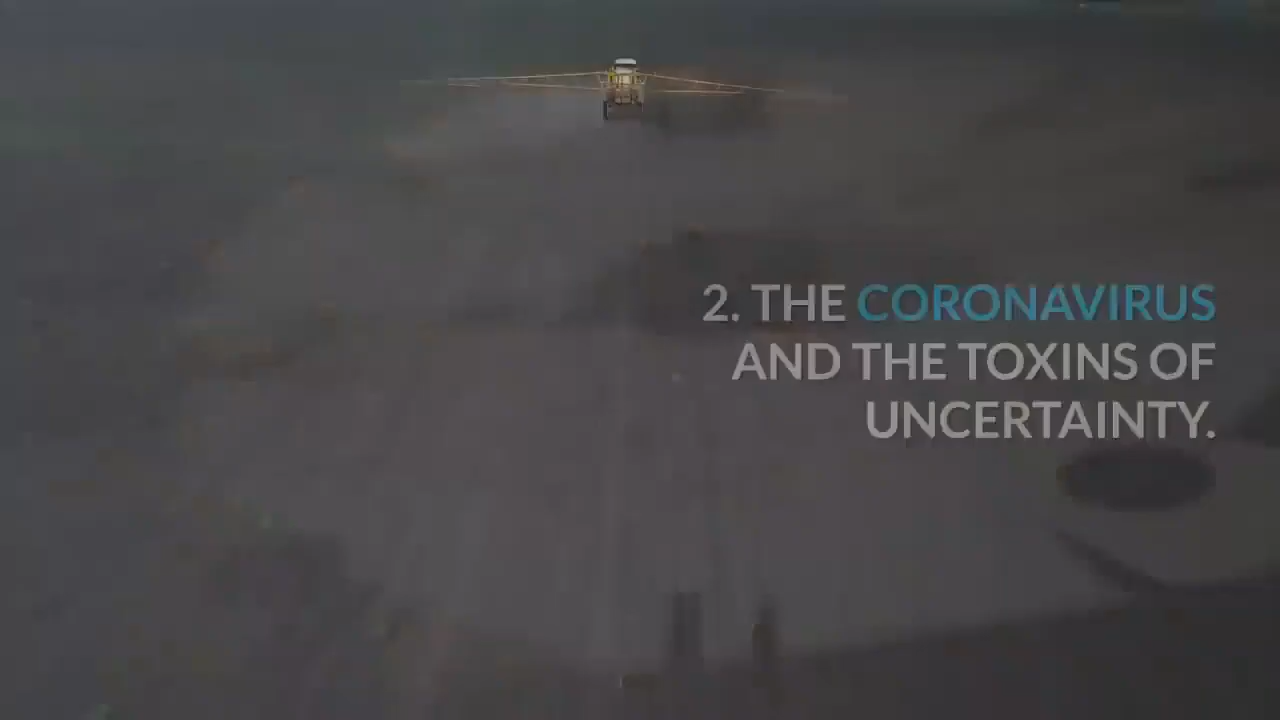 2. THE CORONAVIRUS
AND THE TOXINS OF
UNCERTAINTY.